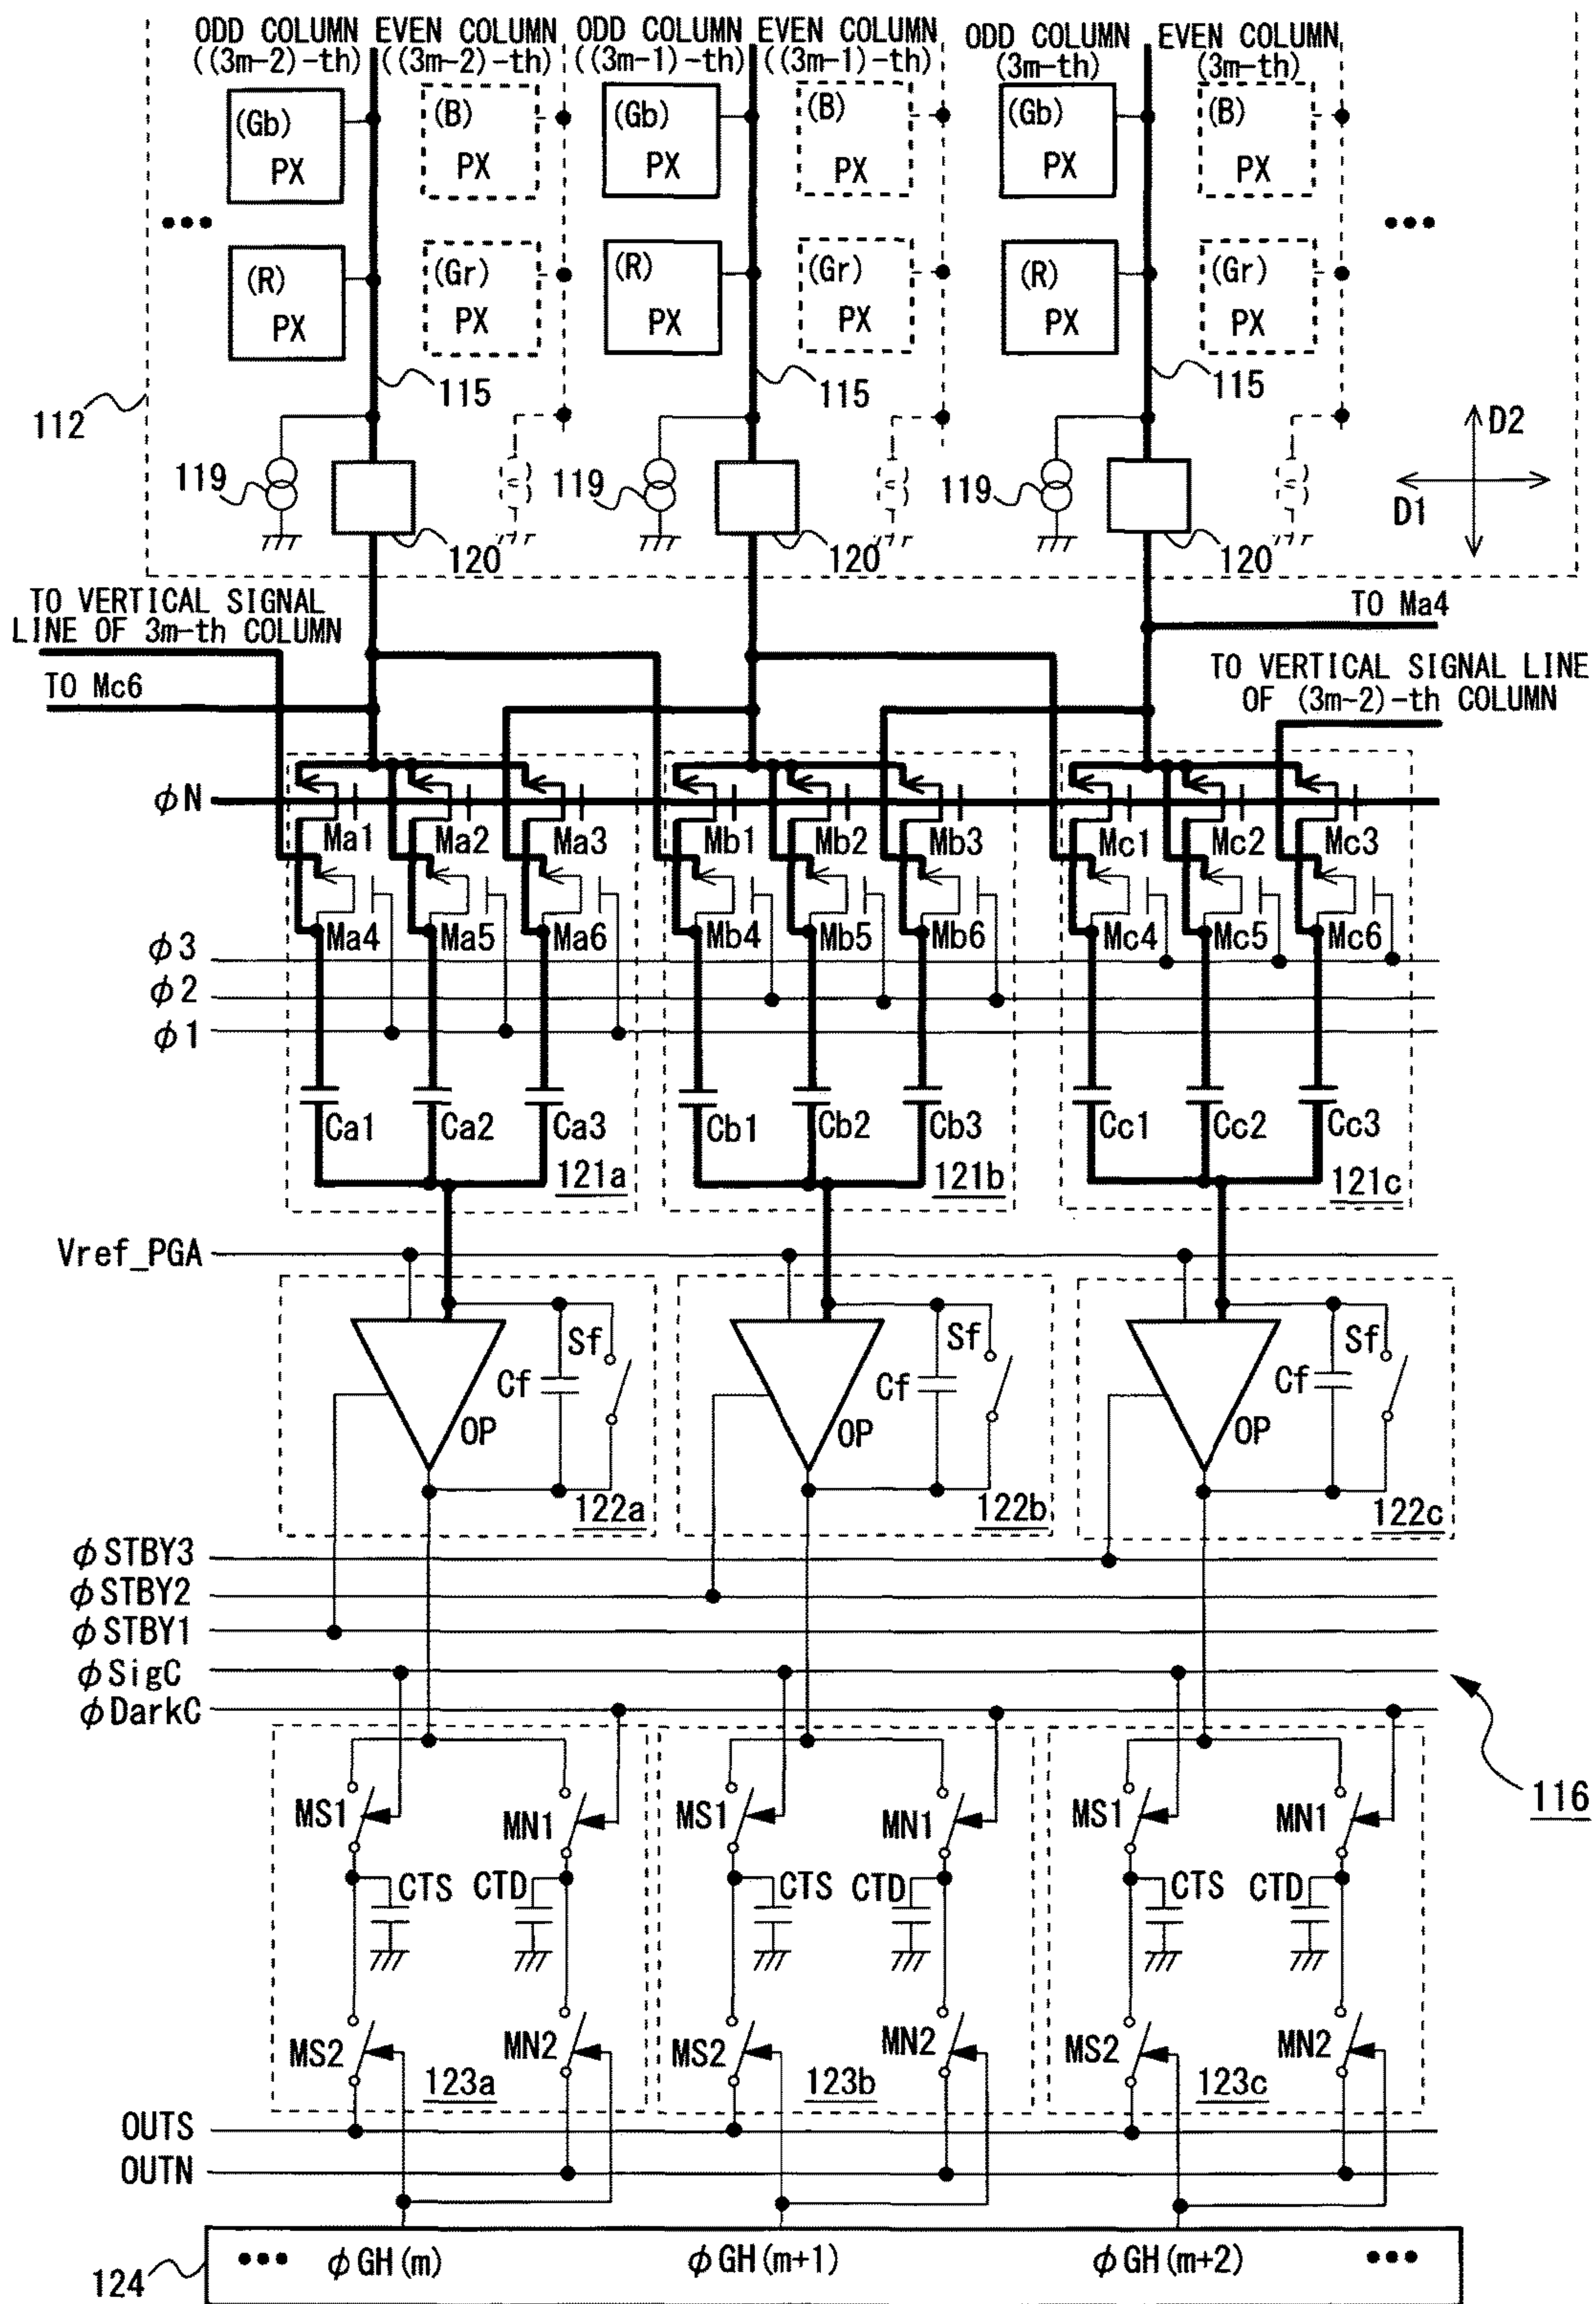 ODD COLUMN EVEN COLUMN ODD COLUMN EVEN COLUMN ODD COLUMN EVEN COLUMN
((3m-2)-th) ((3m-2)-th) ((3m-1)-th) ((3m-1)-th) (3m-th) (3m-th)
(Gb) (B) (Gb) (B) (Gb) (B)
PX PX PX PX PX PX
••• •••
(R) (Gr) (R) (Gr) (R) (Gr)
PX PX PX PX PX PX
115 115 115
112
D2
119 119 119
D1
120 120 120
TO VERTICAL SIGNAL
LINE OF 3m-th COLUMN
TO Ma4
TO Mc6
TO VERTICAL SIGNAL LINE
OF (3m-2)-th COLUMN
φN
Ma1 Ma2 Ma3 Mb1 Mb2 Mb3 Mc1 Mc2 Mc3
Ma4 Ma5 Ma6 Mb4 Mb5 Mb6 Mc4 Mc5 Mc6
φ3
φ2
φ1
Ca1 Ca2 Ca3 Cb1 Cb2 Cb3 Cc1 Cc2 Cc3
121a 121b 121c
Vref_PGA
Sf Sf Sf
Cf Cf Cf
OP OP OP
122a 122b 122c
φSTBY3
φSTBY2
φSTBY1
φSigC
φDarkC
116
MS1 MN1 MS1 MN1 MS1 MN1
CTS CTD CTS CTD CTS CTD
MS2 MN2 MS2 MN2 MS2 MN2
123a 123b 123c
OUTS
OUTN
••• φGH(m) φGH(m+1) φGH(m+2) •••
124